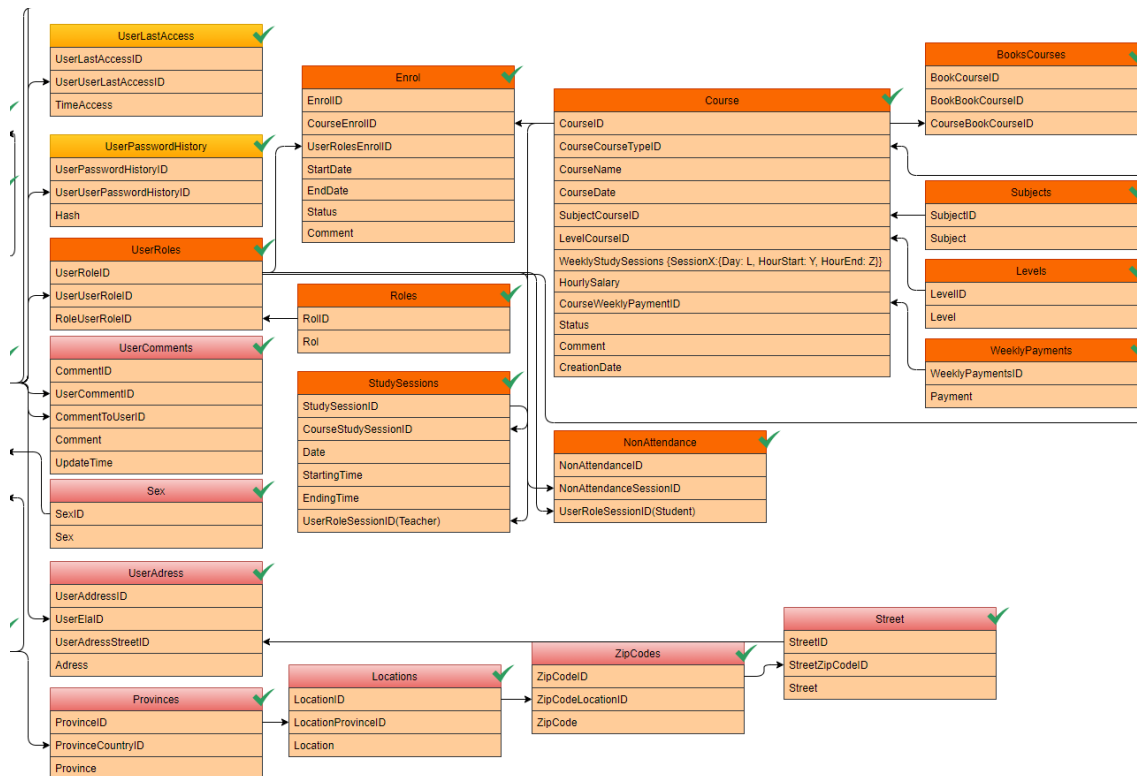 UserLastAccess
UserLastAccessID
UserUserLastAccessID
TimeAccess
UserPasswordHistory
UserPasswordHistoryID
UserUserPasswordHistoryID
Hash
UserRoles
UserRoleID
UserUserRoleID
RoleUserRoleID
UserComments
CommentID
UserCommentID
CommentToUserID
Comment
UpdateTime
Sex
SexID
Sex
UserAdress
UserAddressID
UserElaID
UserAdressStreetID
Adress
Provinces
ProvinceID
ProvinceCountryID
Province
Enrol
EnrolID
CourseEnrolID
UserRolesEnrolID
StartDate
EndDate
Status
Comment
Roles
RolID
Rol
StudySessions
StudySessionID
CourseStudySessionID
Date
StartingTime
EndingTime
UserRoleSessionID(Teacher)
Locations
LocationID
LocationProvinceID
Location
Course
CourseID
CourseCourseTypeID
CourseName
CourseDate
SubjectCourseID
LevelCourseID
WeeklyStudySessions {SessionX:{Day: L, HourStart: Y, HourEnd: Z}}
HourlySalary
CourseWeeklyPaymentID
Status
Comment
CreationDate
NonAttendance
NonAttendanceID
NonAttendanceSessionID
UserRoleSessionID(Student)
ZipCodes
ZipCodeID
ZipCodeLocationID
ZipCode
Street
StreetID
StreetZipCodeID
Street
BooksCourses
BookCourseID
BookBookCourseID
CourseBookCourseID
Subjects
SubjectID
Subject
Levels
LevelID
Level
WeeklyPayments
WeeklyPaymentsID
Payment